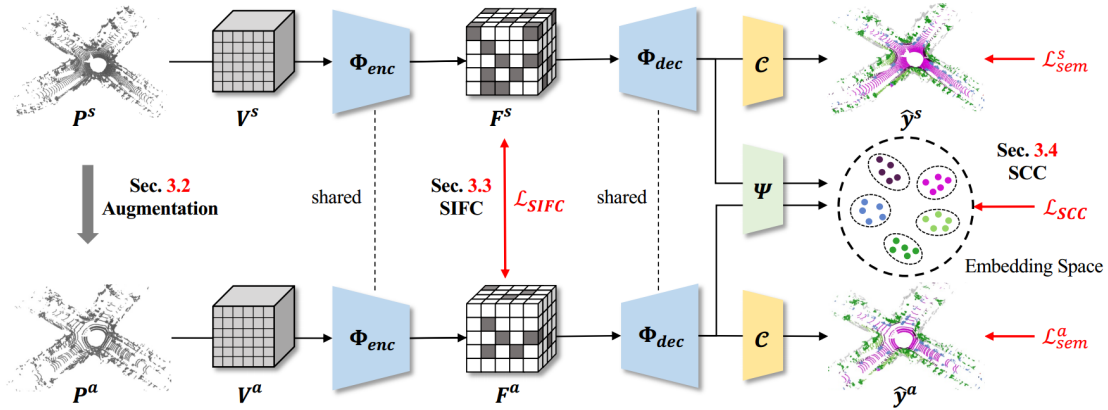 Φ_enc
Φ_dec
C
P^s
V^s
F^s
ŷ^s
ℒ^s_sem
Sec. 3.2
Augmentation
shared
Sec. 3.3
SIFC
ℒ_SIFC
shared
Ψ
Sec. 3.4
SCC
ℒ_SCC
Embedding Space
Φ_enc
Φ_dec
C
P^a
V^a
F^a
ŷ^a
ℒ^a_sem